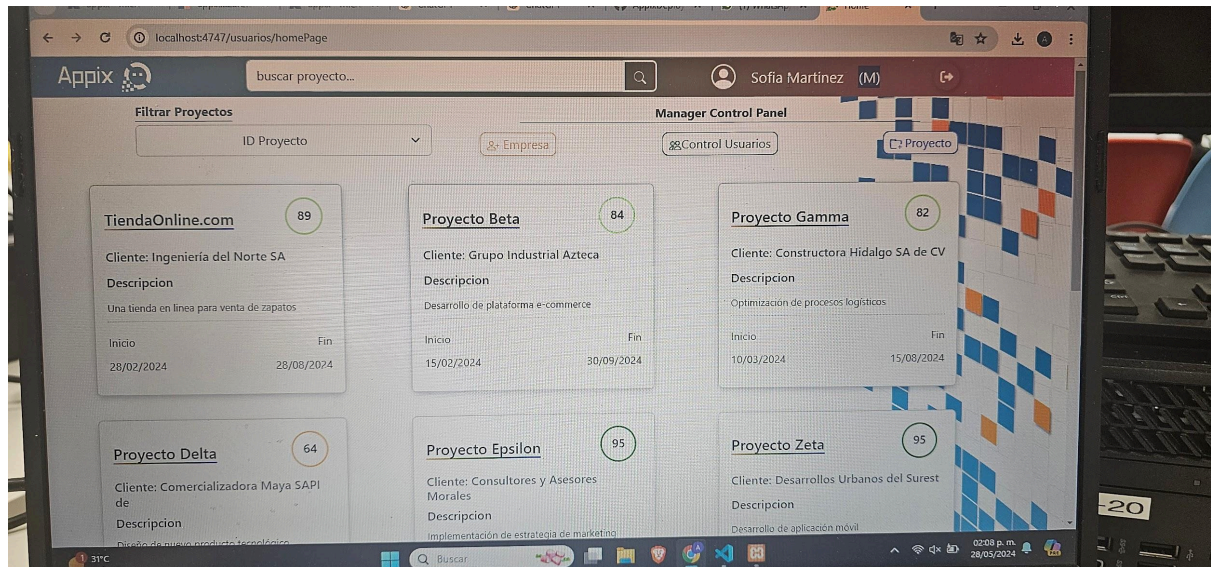 localhost:4747/usuarios/homePage
Appix
buscar proyecto...
Sofia Martinez (M)
Filtrar Proyectos
Manager Control Panel
ID Proyecto
Empresa
Control Usuarios
Proyecto
TiendaOnline.com
89
Cliente: Ingeniería del Norte SA
Descripcion
Una tienda en linea para venta de zapatos
Inicio
Fin
28/02/2024
28/08/2024
Proyecto Beta
84
Cliente: Grupo Industrial Azteca
Descripcion
Desarrollo de plataforma e-commerce
Inicio
Fin
15/02/2024
30/09/2024
Proyecto Gamma
82
Cliente: Constructora Hidalgo SA de CV
Descripcion
Optimización de procesos logísticos
Inicio
Fin
10/03/2024
15/08/2024
Proyecto Delta
64
Cliente: Comercializadora Maya SAPI
de
Descripcion
Diseño de nuevo producto tecnológico
Proyecto Epsilon
95
Cliente: Consultores y Asesores
Morales
Descripcion
Implementación de estrategia de marketing
Proyecto Zeta
95
Cliente: Desarrollos Urbanos del Surest
Descripcion
Desarrollo de aplicación móvil
1
31°C
Buscar
02:08 p. m.
28/05/2024
-20